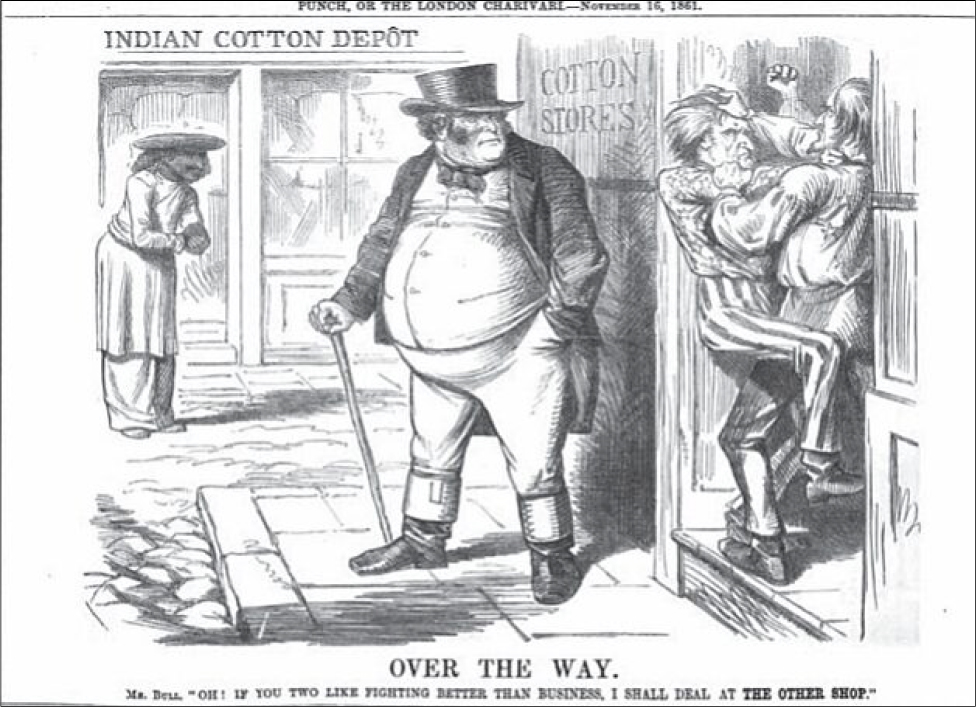 PUNCH, OR THE LONDON CHARIVARI.—NOVEMBER 16, 1861.
INDIAN COTTON DEPÔT
COTTON
STORES
OVER THE WAY.
MR. BULL. "OH! IF YOU TWO LIKE FIGHTING BETTER THAN BUSINESS, I SHALL DEAL AT THE OTHER SHOP."